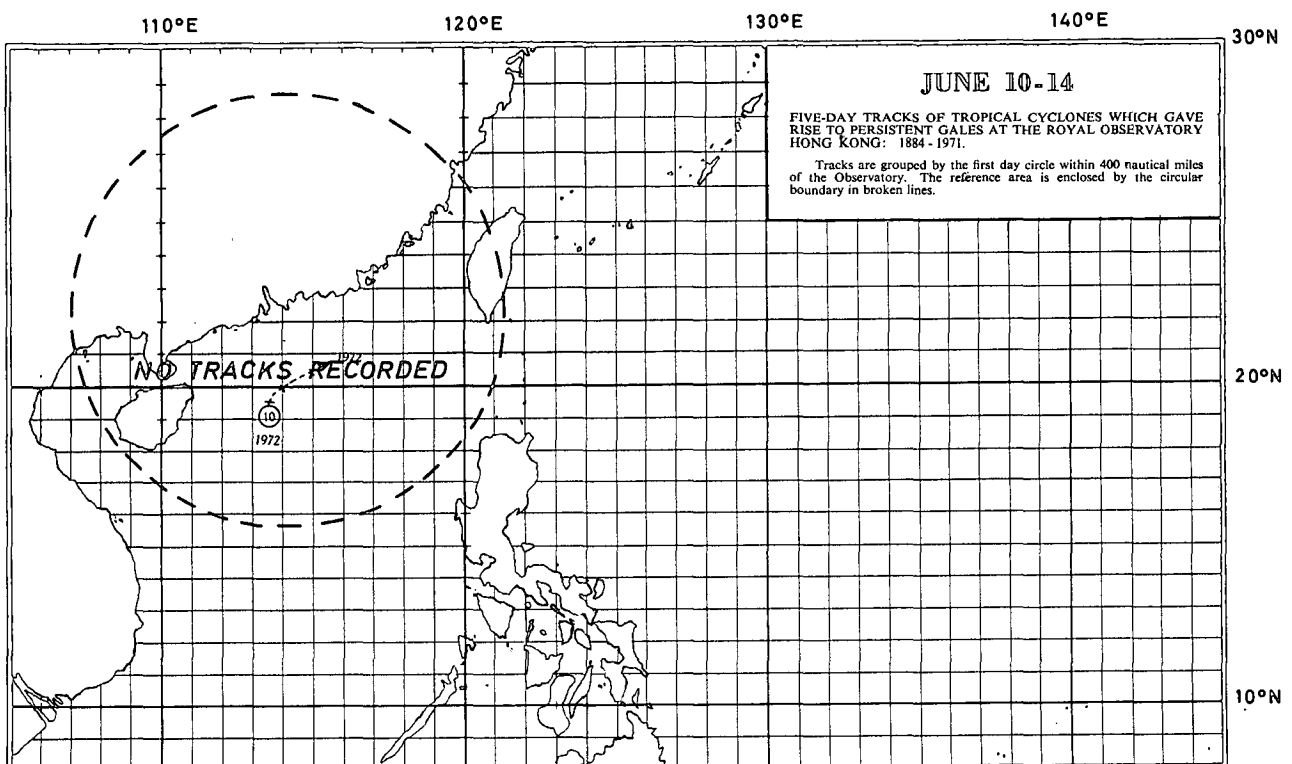 110°E 120°E 130°E 140°E
30°N
JUNE 10-14
FIVE-DAY TRACKS OF TROPICAL CYCLONES WHICH GAVE
RISE TO PERSISTENT GALES AT THE ROYAL OBSERVATORY
HONG KONG: 1884 - 1971.
Tracks are grouped by the first day circle within 400 nautical miles
of the Observatory. The reference area is enclosed by the circular
boundary in broken lines.
1972
NO TRACKS RECORDED
20°N
10
1972
10°N